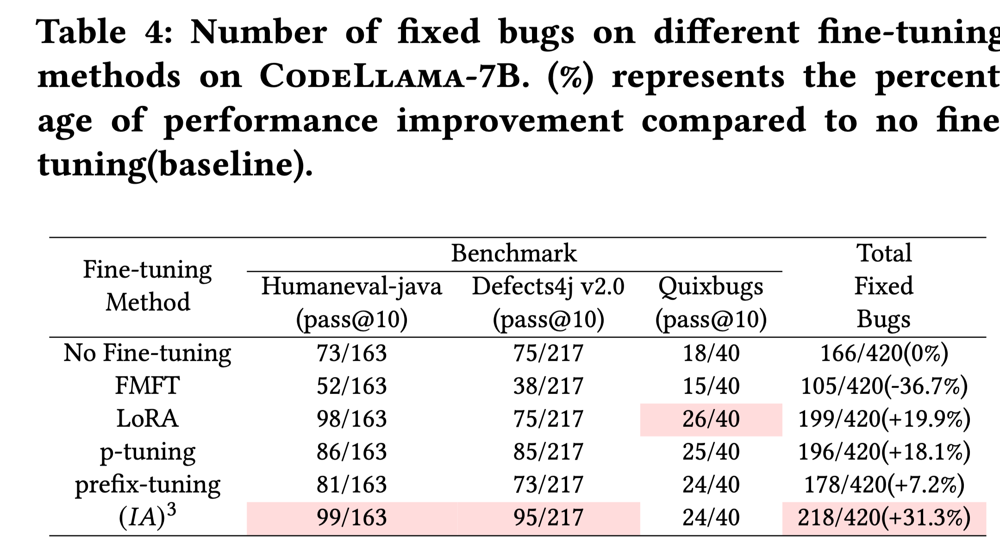 Table 4: Number of fixed bugs on different fine-tuning
methods on CodeLlama-7B. (%) represents the percent
age of performance improvement compared to no fine
tuning(baseline).
Fine-tuning Method Benchmark Total Fixed Bugs
Humaneval-java (pass@10) Defects4j v2.0 (pass@10) Quixbugs (pass@10)
No Fine-tuning 73/163 75/217 18/40 166/420(0%)
FMFT 52/163 38/217 15/40 105/420(-36.7%)
LoRA 98/163 75/217 26/40 199/420(+19.9%)
p-tuning 86/163 85/217 25/40 196/420(+18.1%)
prefix-tuning 81/163 73/217 24/40 178/420(+7.2%)
(IA)³ 99/163 95/217 24/40 218/420(+31.3%)